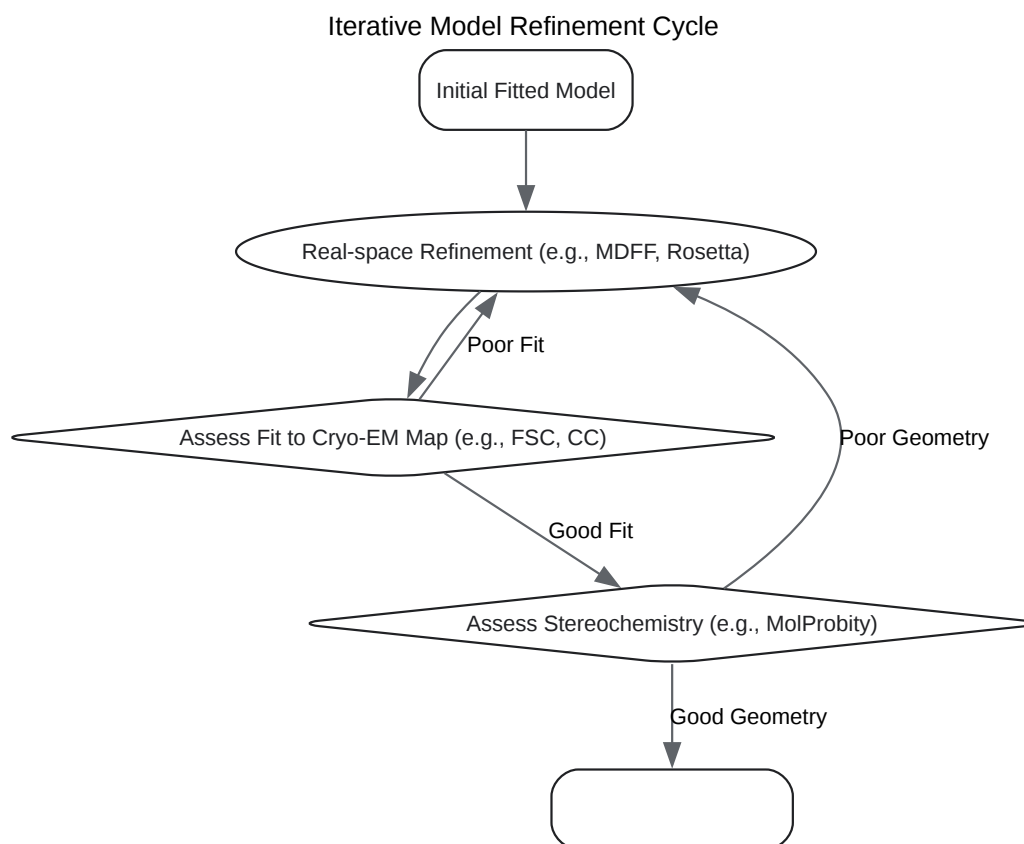 Iterative Model Refinement Cycle
Initial Fitted Model
Real-space Refinement (e.g., MDFF, Rosetta)
Poor Fit
Assess Fit to Cryo-EM Map (e.g., FSC, CC)
Poor Geometry
Good Fit
Assess Stereochemistry (e.g., MolProbity)
Good Geometry